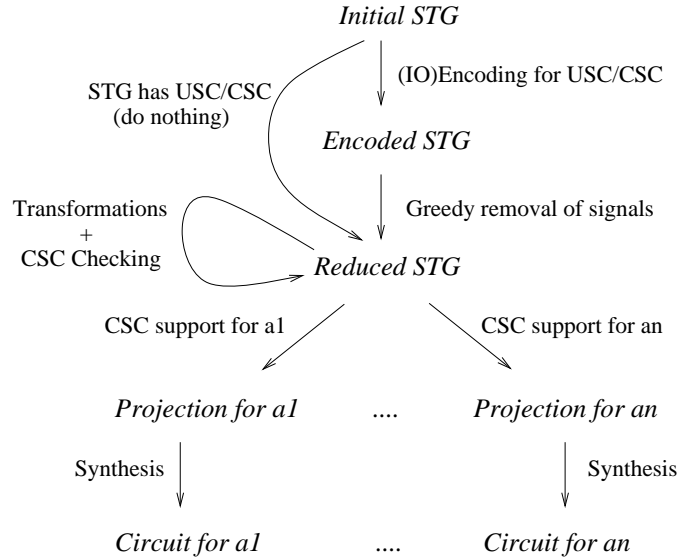 Initial STG
STG has USC/CSC
(do nothing)
(IO)Encoding for USC/CSC
Encoded STG
Transformations
+
CSC Checking
Greedy removal of signals
Reduced STG
CSC support for a1
CSC support for an
Projection for a1
....
Projection for an
Synthesis
Synthesis
Circuit for a1
....
Circuit for an